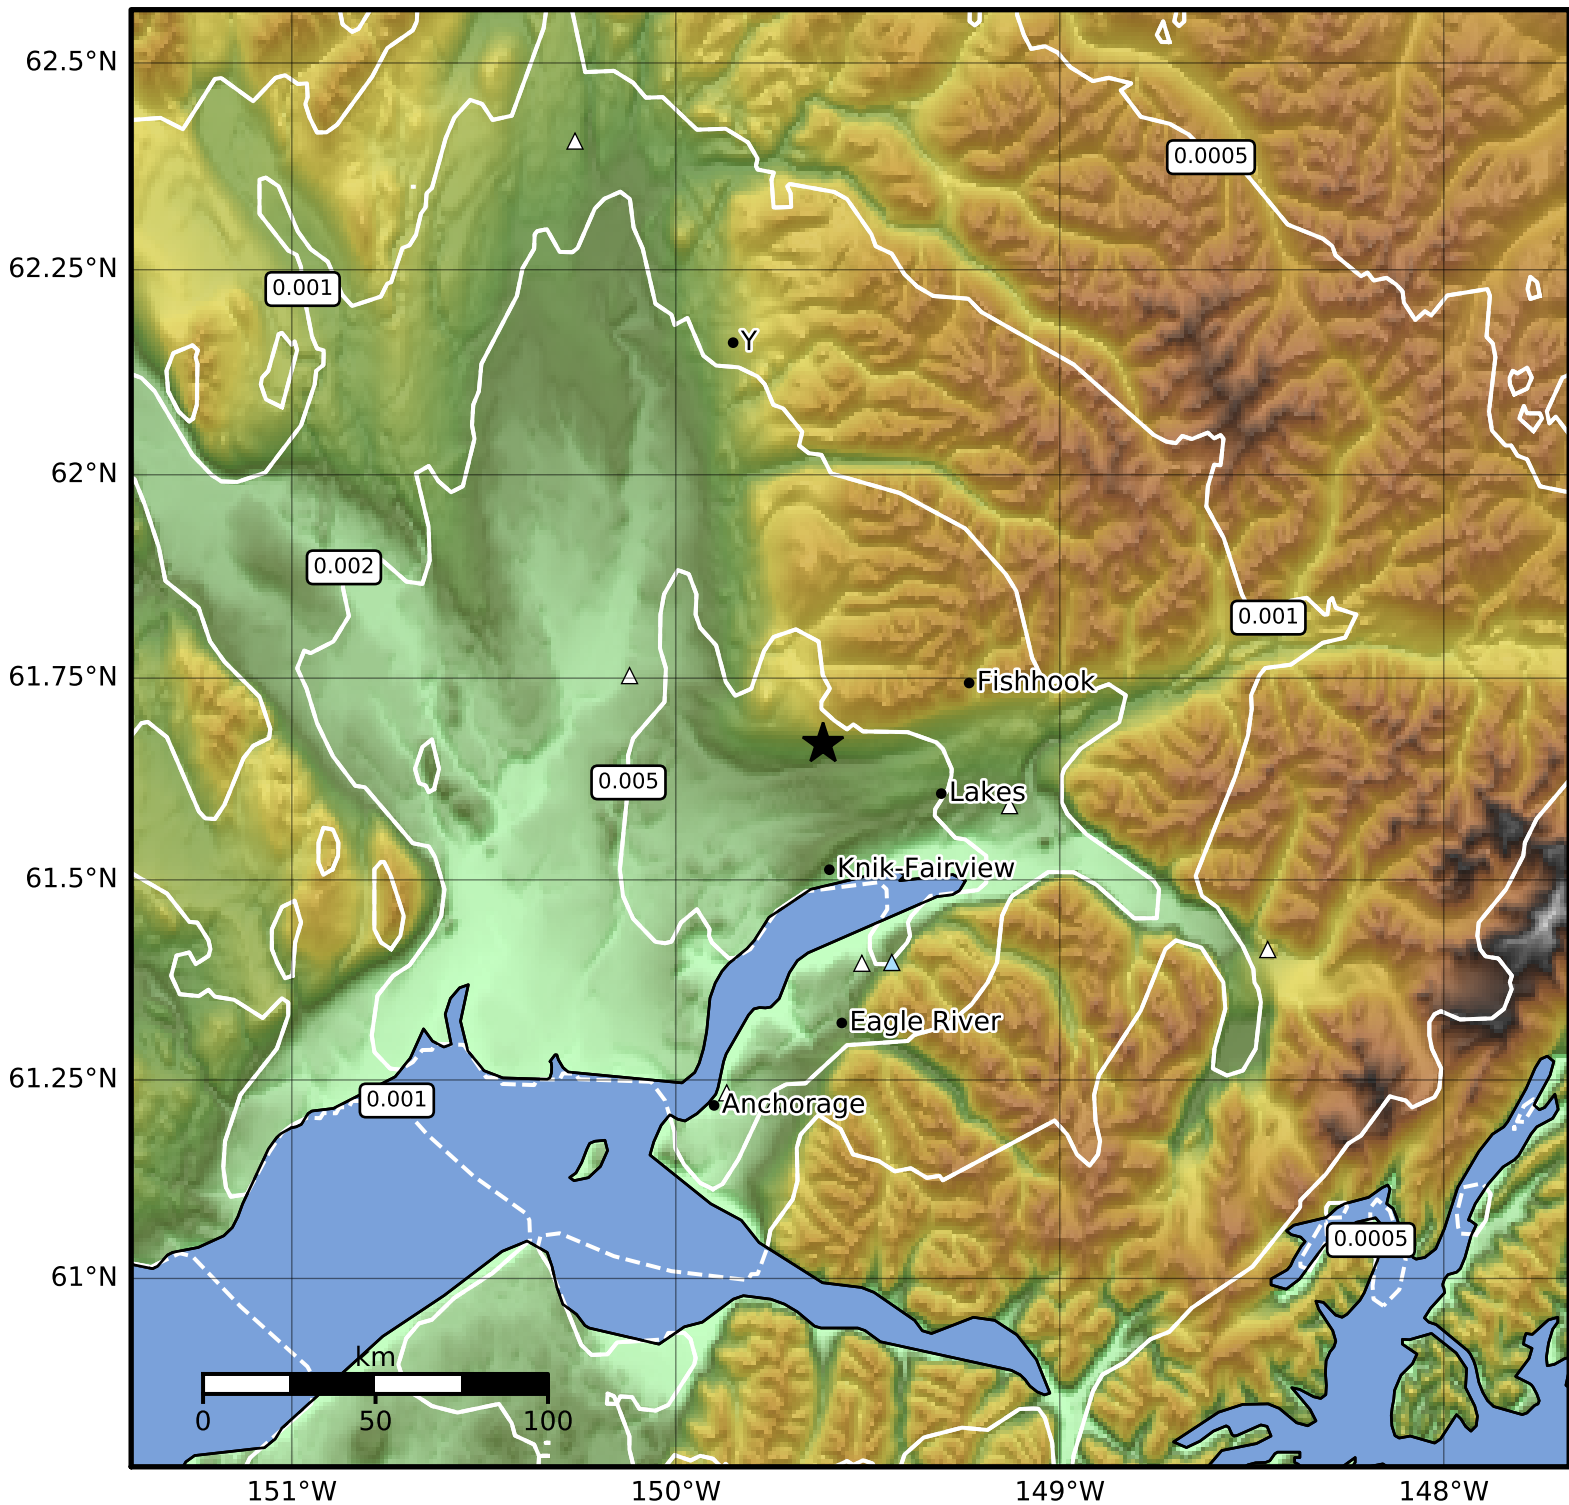 62.5°N
0.0005
62.25°N
0.001
Y
62°N
0.002
0.001
61.75°N
Fishhook
0.005
Lakes
61.5°N
Knik-Fairview
Eagle River
61.25°N
0.001
Anchorage
0.0005
61°N
km
0 50 100
151°W 150°W 149°W 148°W